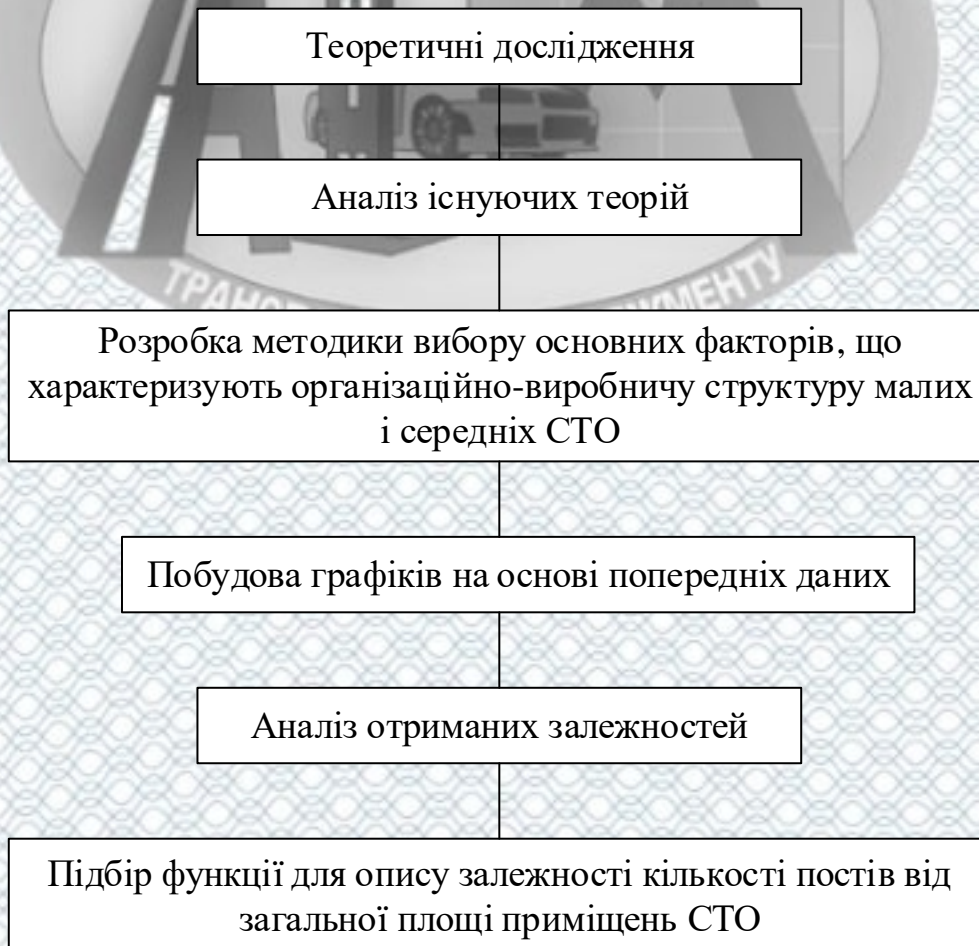 Теоретичні дослідження
Аналіз існуючих теорій
Розробка методики вибору основних факторів, що
характеризують організаційно-виробничу структуру малих
і середніх СТО
Побудова графіків на основі попередніх даних
Аналіз отриманих залежностей
Підбір функції для опису залежності кількості постів від
загальної площі приміщень СТО